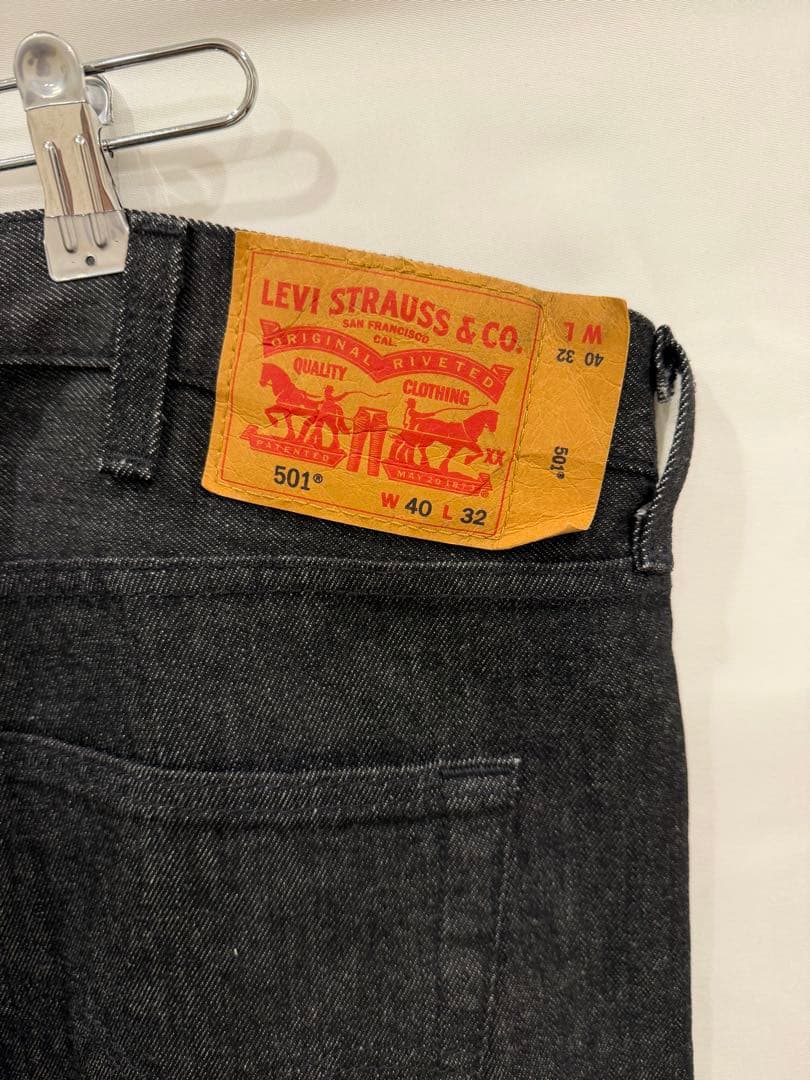 LEVI STRAUSS & CO.
SAN FRANCISCO
CAL
ORIGINAL RIVETED
QUALITY CLOTHING
XX
PATENTED MAY 20 1873 ®
501®
W 40 L 32
W L
40 32
501®